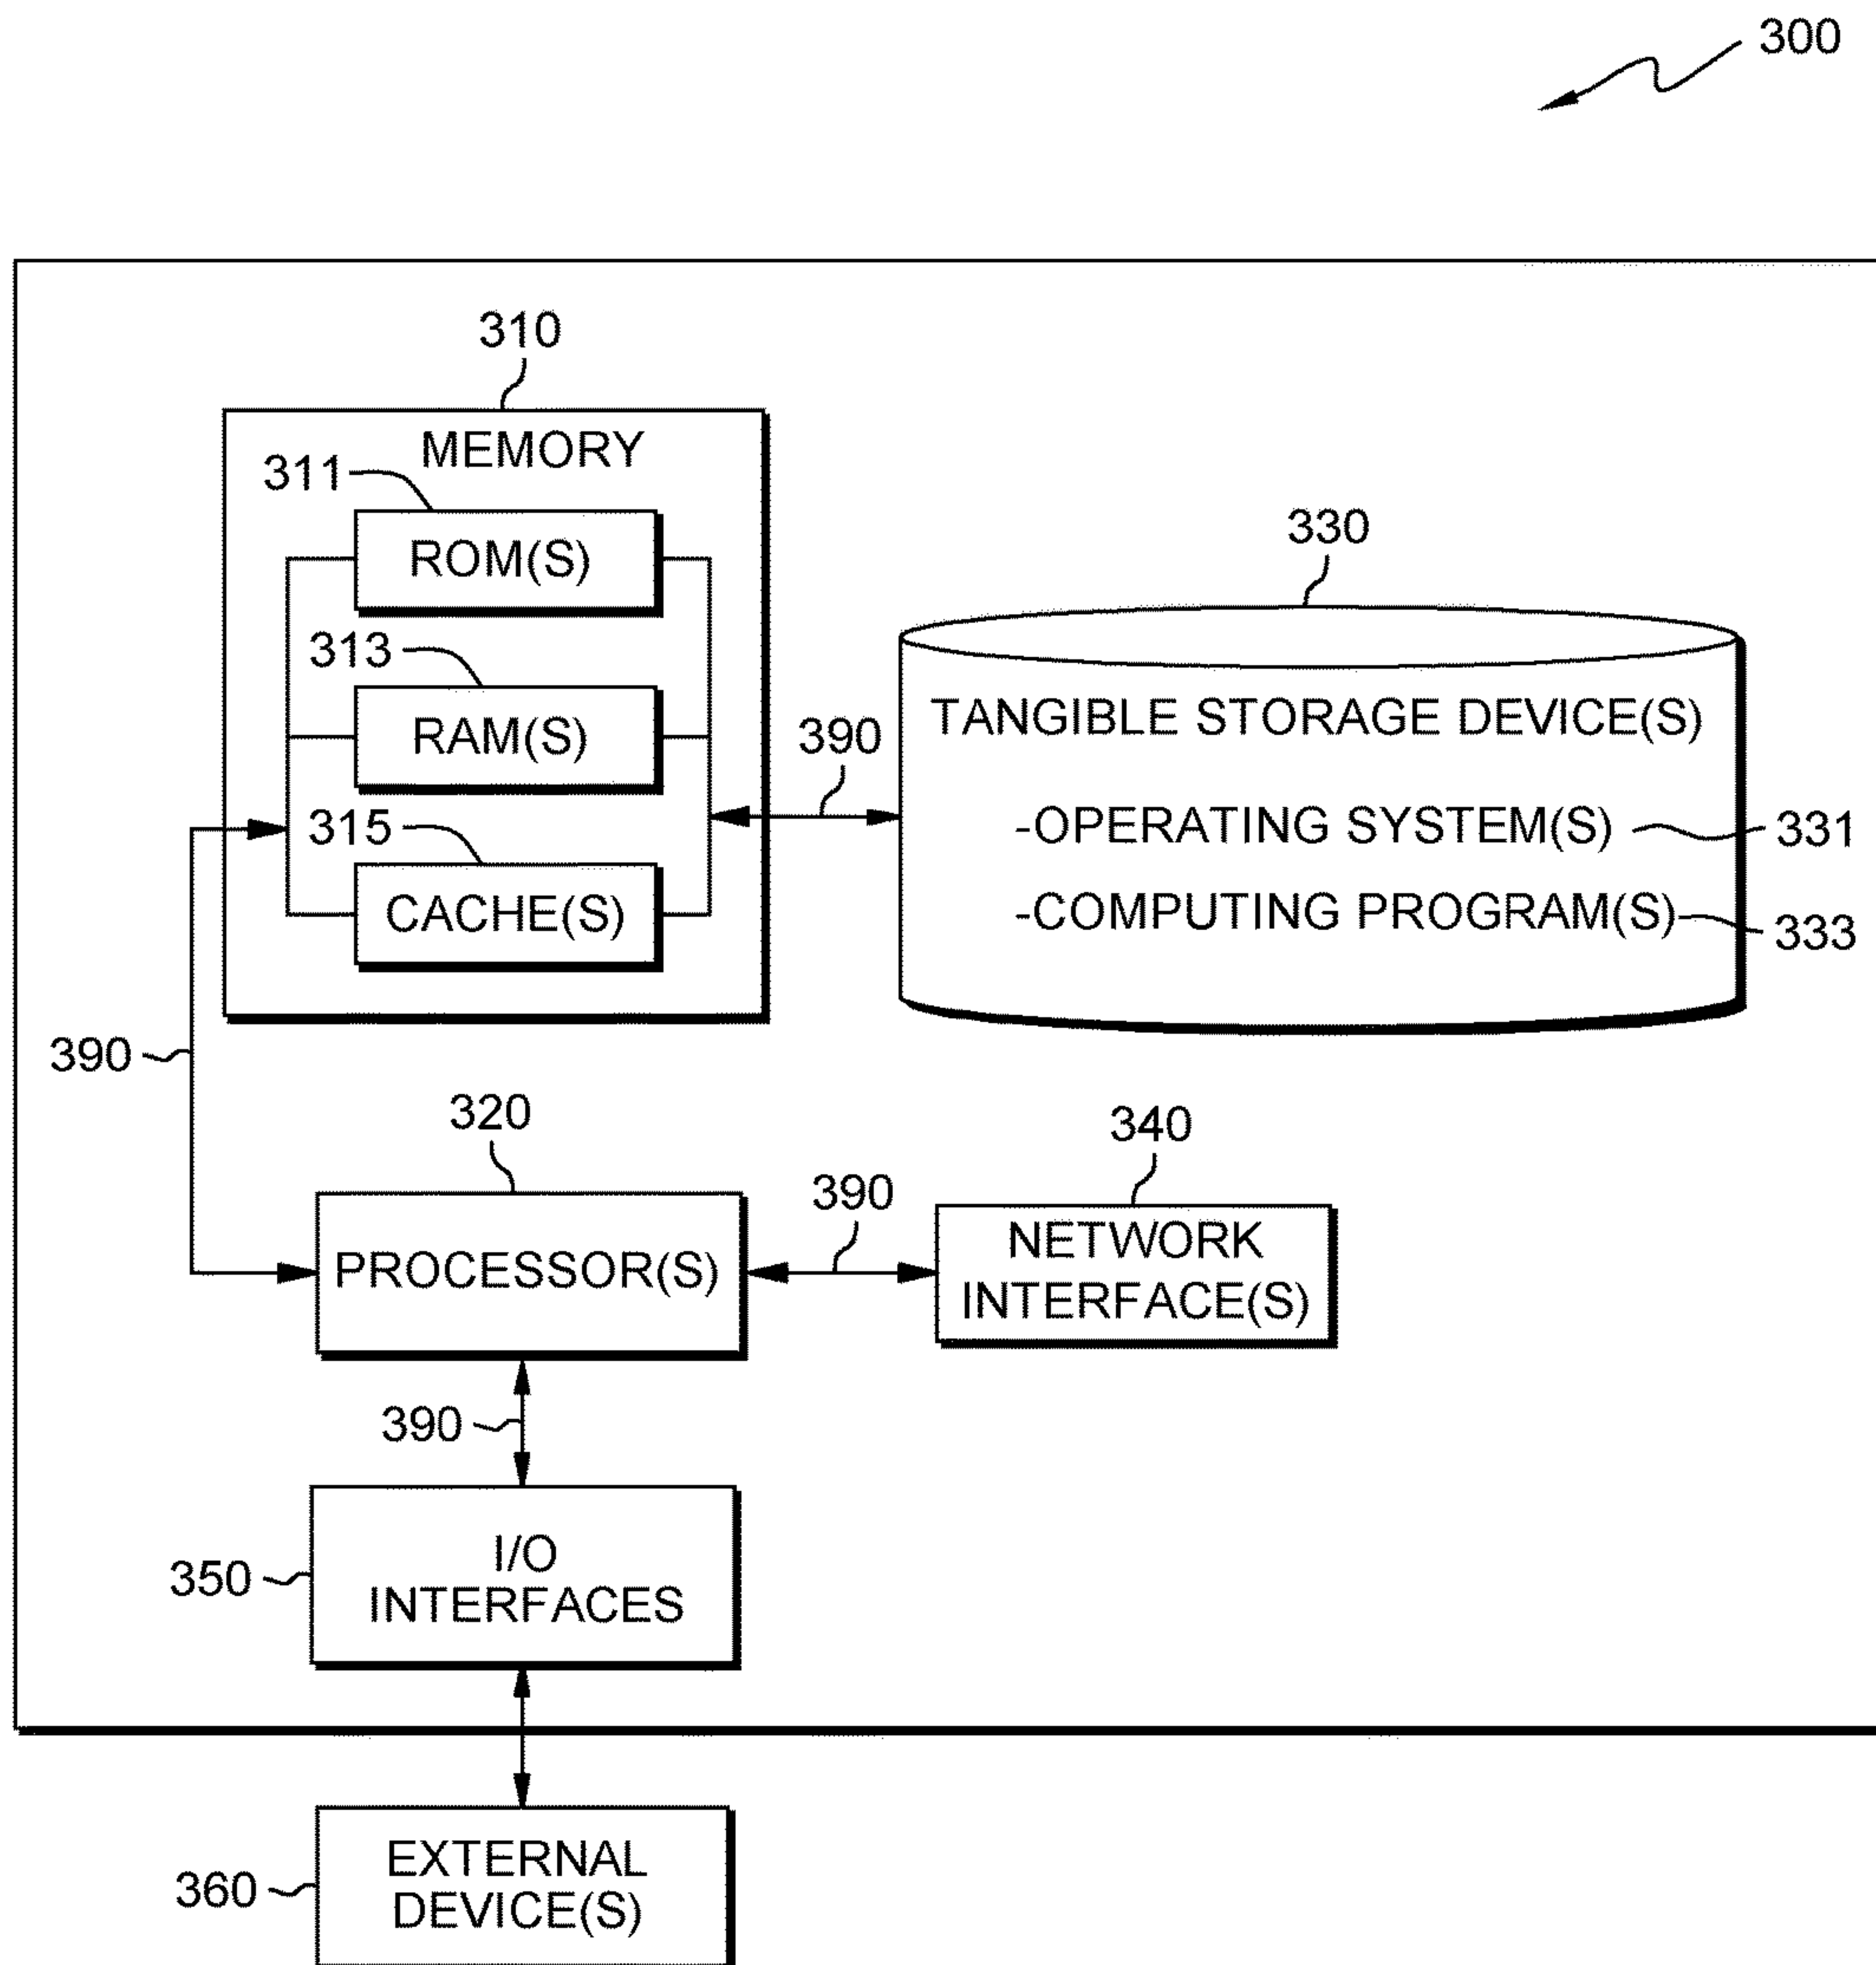 300
310
MEMORY
311
ROM(S)
313
RAM(S)
315
CACHE(S)
390
330
TANGIBLE STORAGE DEVICE(S)
-OPERATING SYSTEM(S)
331
-COMPUTING PROGRAM(S)
333
390
320
PROCESSOR(S)
390
340
NETWORK
INTERFACE(S)
390
350
I/O
INTERFACES
360
EXTERNAL
DEVICE(S)